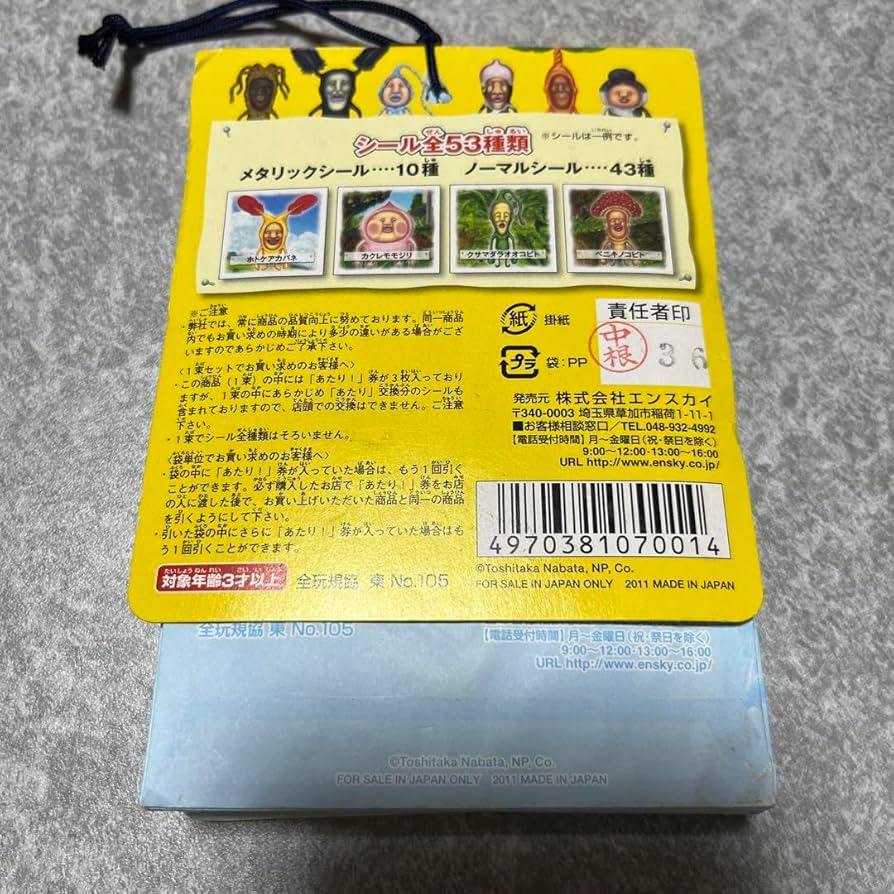 シール全53種類 ※シールは一例です。
メタリックシール‥‥10種 ノーマルシール‥‥43種
ホトケアカバネ
カクレモモジリ
クサマダラオオコビト
ベニキノコビト
※ご注意
・弊社では、常に商品の品質向上に努めております。同一商品
内でもお買い求めの時期により多少の違いがある場合がござ
いますのであらかじめご了承下さい。
〈1束セットでお買い求めのお客様へ〉
・この商品(1束)の中には「あたり!」券が3枚入っており
ますが、1束の中にあらかじめ「あたり」交換分のシールも
含まれておりますので、店頭での交換はできません。ご注意
下さい。
・1束でシール全種類はそろいません。
〈袋単位でお買い求めのお客様へ〉
・袋の中に「あたり!」券が入っていた場合は、もう1回引く
ことができます。必ず購入したお店で「あたり!」券をお店
の人に渡した後で、お買い上げいただいた商品と同一の商品
を引くようにして下さい。
・引いた袋の中にさらに「あたり!」券が入っていた場合はも
う1回引くことができます。
対象年齢3才以上 全玩規協 東 No.105
紙 掛紙
プラ 袋:PP
責任者印
中根 36
発売元 株式会社エンスカイ
〒340-0003 埼玉県草加市稲荷1-11-1
■お客様相談窓口/TEL.048-932-4992
【電話受付時間】月~金曜日(祝・祭日を除く)
9:00~12:00・13:00~16:00
URL http://www.ensky.co.jp/
4970381070014
©Toshitaka Nabata, NP, Co.
FOR SALE IN JAPAN ONLY 2011 MADE IN JAPAN
全玩規協 東 No.105
【電話受付時間】月~金曜日(祝・祭日を除く)
9:00~12:00・13:00~16:00
URL http://www.ensky.co.jp/
©Toshitaka Nabata, NP, Co.
FOR SALE IN JAPAN ONLY 2011 MADE IN JAPAN